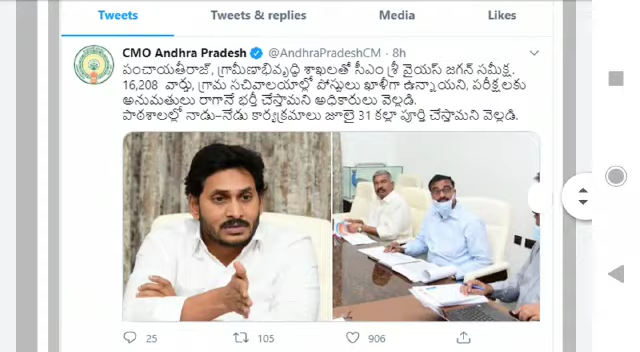 Tweets Tweets & replies Media Likes
CMO Andhra Pradesh @AndhraPradeshCM · 8h
పంచాయతీరాజ్, గ్రామీణాభివృద్ధి శాఖలతో సీఎం శ్రీ వైయస్ జగన్ సమీక్ష.
16,208 వార్డు, గ్రామ సచివాలయాల్లో పోస్టులు ఖాళీగా ఉన్నాయని, పరీక్షలకు
అనుమతులు రాగానే భర్తీ చేస్తామని అధికారులు వెల్లడి.
పాఠశాలల్లో నాడు–నేడు కార్యక్రమాలు జూలై 31 కల్లా పూర్తి చేస్తామని వెల్లడి.
25 105 906